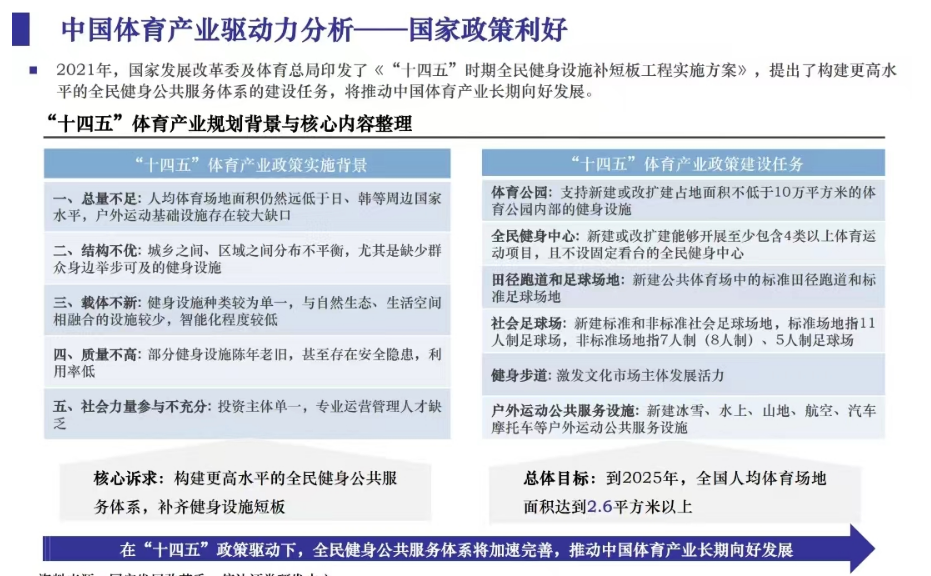 中国体育产业驱动力分析——国家政策利好
2021年，国家发展改革委及体育总局印发了《“十四五”时期全民健身设施补短板工程实施方案》，提出了构建更高水
平的全民健身公共服务体系的建设任务，将推动中国体育产业长期向好发展。
“十四五”体育产业规划背景与核心内容整理
“十四五”体育产业政策实施背景
一、总量不足：人均体育场地面积仍然远低于日、韩等周边国家
水平，户外运动基础设施存在较大缺口
二、结构不优：城乡之间、区域之间分布不平衡，尤其是缺少群
众身边举步可及的健身设施
三、载体不新：健身设施种类较为单一，与自然生态、生活空间
相融合的设施较少，智能化程度较低
四、质量不高：部分健身设施陈年老旧，甚至存在安全隐患，利
用率低
五、社会力量参与不充分：投资主体单一，专业运营管理人才缺
乏
核心诉求：构建更高水平的全民健身公共服
务体系，补齐健身设施短板
“十四五”体育产业政策建设任务
体育公园：支持新建或改扩建占地面积不低于10万平方米的体
育公园内部的健身设施
全民健身中心：新建或改扩建能够开展至少包含4类以上体育运
动项目，且不设固定看台的全民健身中心
田径跑道和足球场地：新建公共体育场中的标准田径跑道和标
准足球场地
社会足球场：新建标准和非标准社会足球场地，标准场地指11
人制足球场，非标准场地指7人制（8人制）、5人制足球场
健身步道：激发文化市场主体发展活力
户外运动公共服务设施：新建冰雪、水上、山地、航空、汽车
摩托车等户外运动公共服务设施
总体目标：到2025年，全国人均体育场地
面积达到2.6平方米以上
在“十四五”政策驱动下，全民健身公共服务体系将加速完善，推动中国体育产业长期向好发展